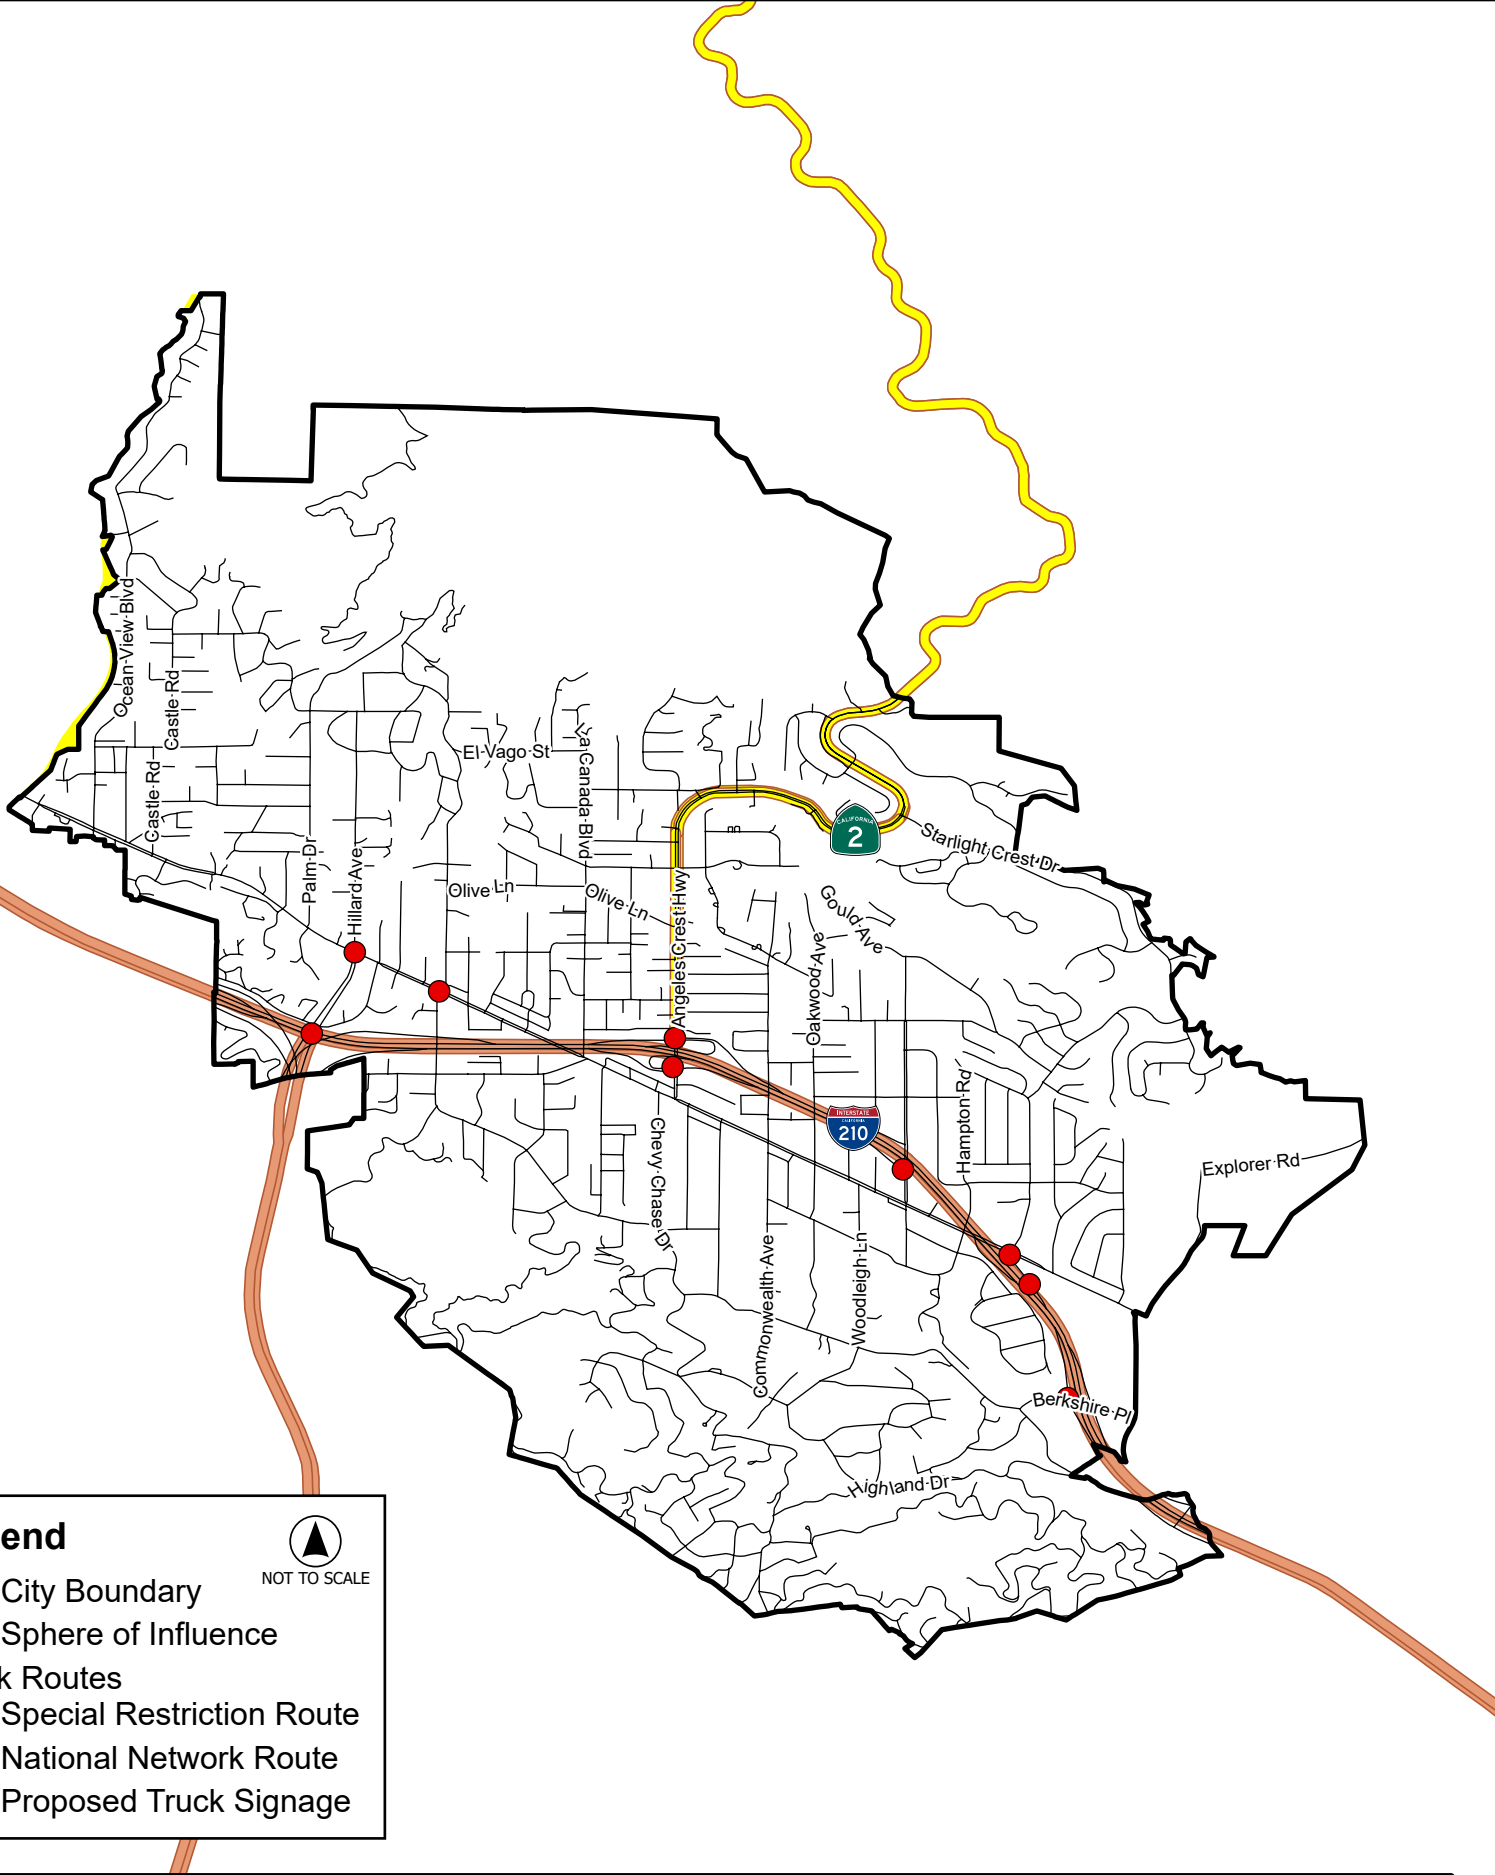 Ocean View Blvd
Castle Rd
Castle Rd
El Vago St
La Canada Blvd
CALIFORNIA
2
Starlight Crest Dr
Palm Dr
Hillard Ave
Olive Ln
Olive Ln
Angeles Crest Hwy
Gould Ave
Oakwood Ave
INTERSTATE
CALIFORNIA
210
Hampton Rd
Chevy Chase Dr
Explorer Rd
Commonwealth Ave
Woodleigh Ln
Berkshire Pl
Highland Dr
end
NOT TO SCALE
City Boundary
Sphere of Influence
k Routes
Special Restriction Route
National Network Route
Proposed Truck Signage